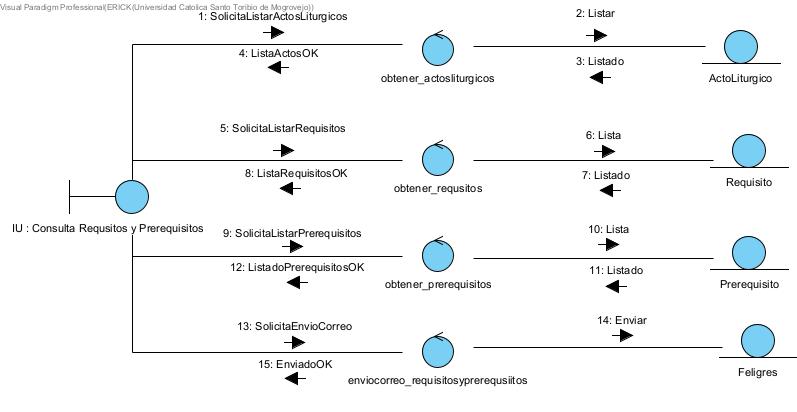 Visual Paradigm Professional(ERICK(Universidad Catolica Santo Toribio de Mogrovejo))
1: SolicitaListarActosLiturgicos
2: Listar
4: ListaActosOK
3: Listado
obtener_actosliturgicos
ActoLiturgico
5: SolicitaListarRequisitos
6: Lista
8: ListaRequisitosOK
7: Listado
obtener_requsitos
Requisito
IU : Consulta Requsitos y Prerequisitos
9: SolicitaListarPrerequisitos
10: Lista
12: ListadoPrerequisitosOK
11: Listado
obtener_prerequisitos
Prerequisito
13: SolicitaEnvioCorreo
14: Enviar
15: EnviadoOK
enviocorreo_requisitosyprerequsiitos
Feligres